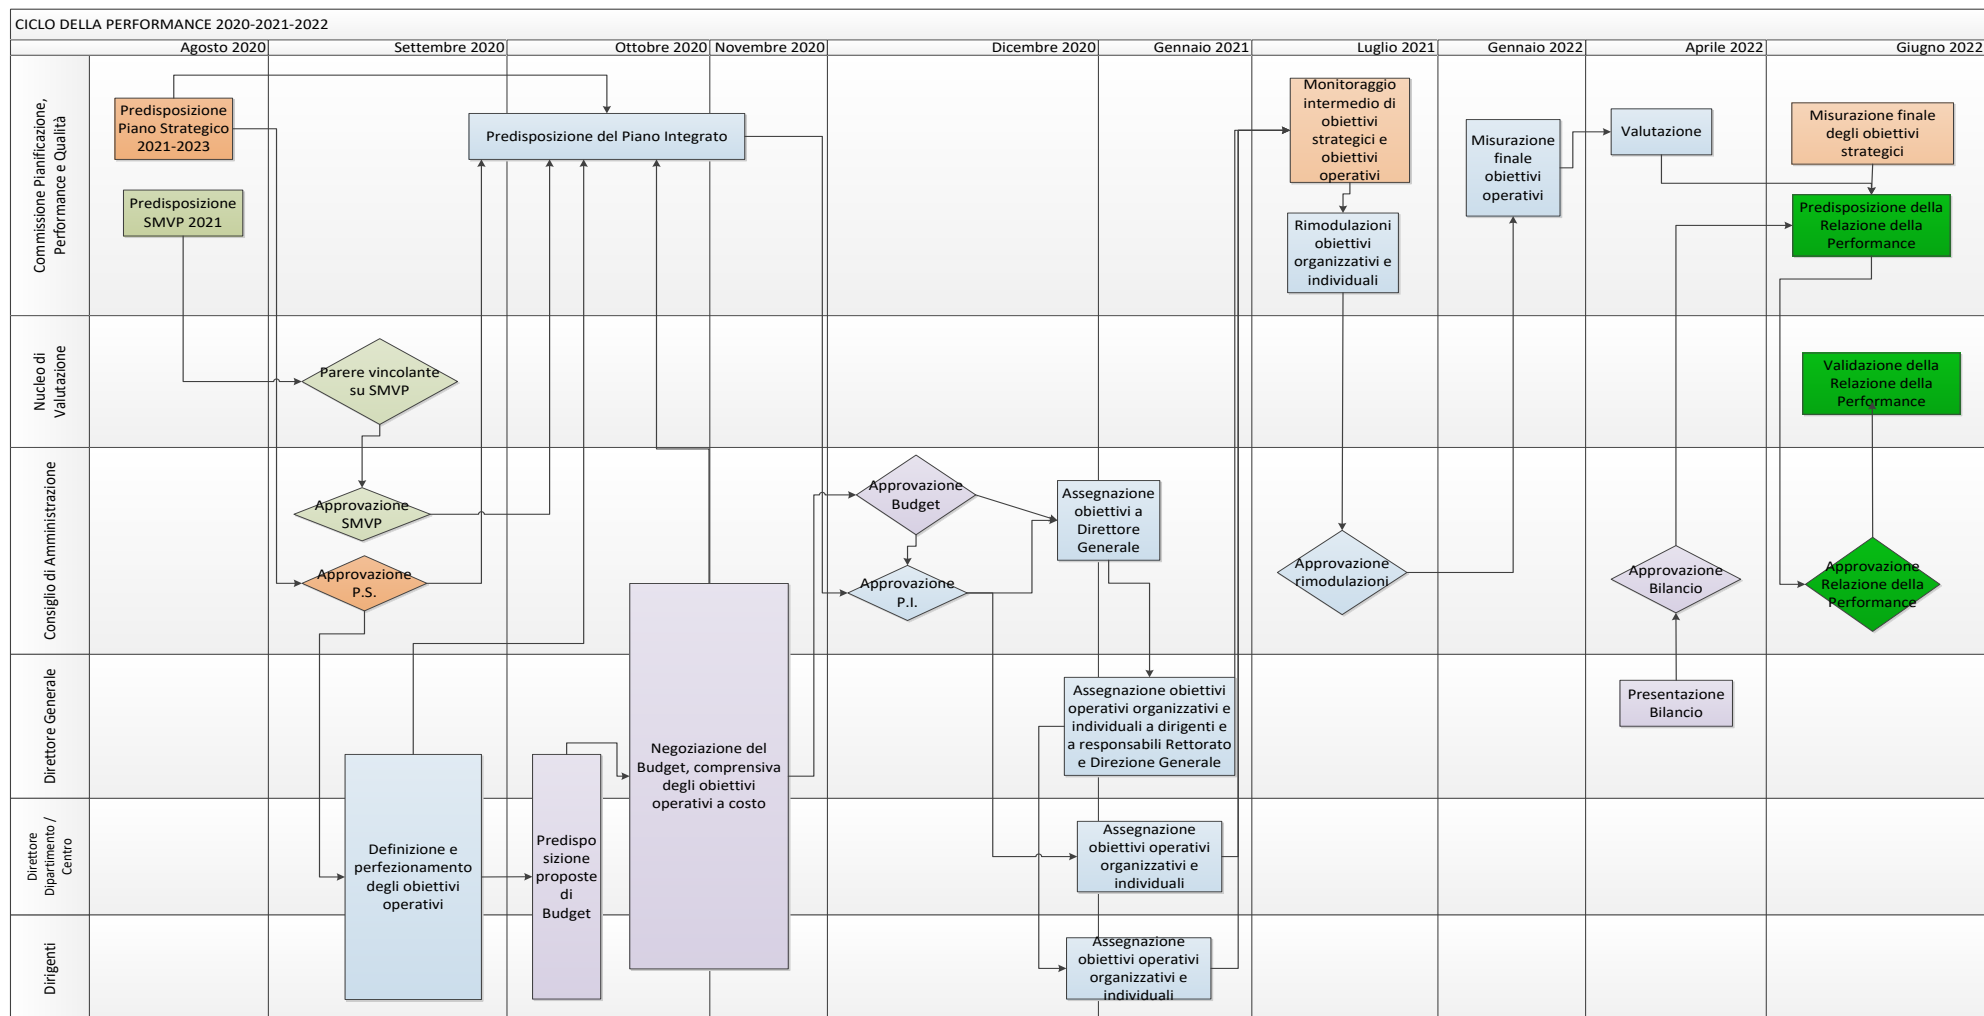 CICLO DELLA PERFORMANCE 2020-2021-2022
Agosto 2020
Settembre 2020
Ottobre 2020
Novembre 2020
Dicembre 2020
Gennaio 2021
Luglio 2021
Gennaio 2022
Aprile 2022
Giugno 2022
Commissione Pianificazione,
Performance e Qualità
Predisposizione
Piano Strategico
2021-2023
Predisposizione
SMVP 2021
Predisposizione del Piano Integrato
Monitoraggio
intermedio di
obiettivi
strategici e
obiettivi
operativi
Rimodulazioni
obiettivi
organizzativi e
individuali
Misurazione
finale
obiettivi
operativi
Valutazione
Misurazione finale
degli obiettivi
strategici
Predisposizione della
Relazione della
Performance
Nucleo di
Valutazione
Parere vincolante
su SMVP
Validazione della
Relazione della
Performance
Consiglio di Amministrazione
Approvazione
SMVP
Approvazione
P.S.
Approvazione
Budget
Approvazione
P.I.
Assegnazione
obiettivi a
Direttore
Generale
Approvazione
rimodulazioni
Approvazione
Bilancio
Approvazione
Relazione della
Performance
Direttore Generale
Negoziazione del
Budget, comprensiva
degli obiettivi
operativi a costo
Assegnazione obiettivi
operativi organizzativi e
individuali a dirigenti e
a responsabili Rettorato
e Direzione Generale
Presentazione
Bilancio
Direttore
Dipartimento /
Centro
Definizione e
perfezionamento
degli obiettivi
operativi
Predispo
sizione
proposte
di
Budget
Assegnazione
obiettivi operativi
organizzativi e
individuali
Dirigenti
Assegnazione
obiettivi operativi
organizzativi e
individuali